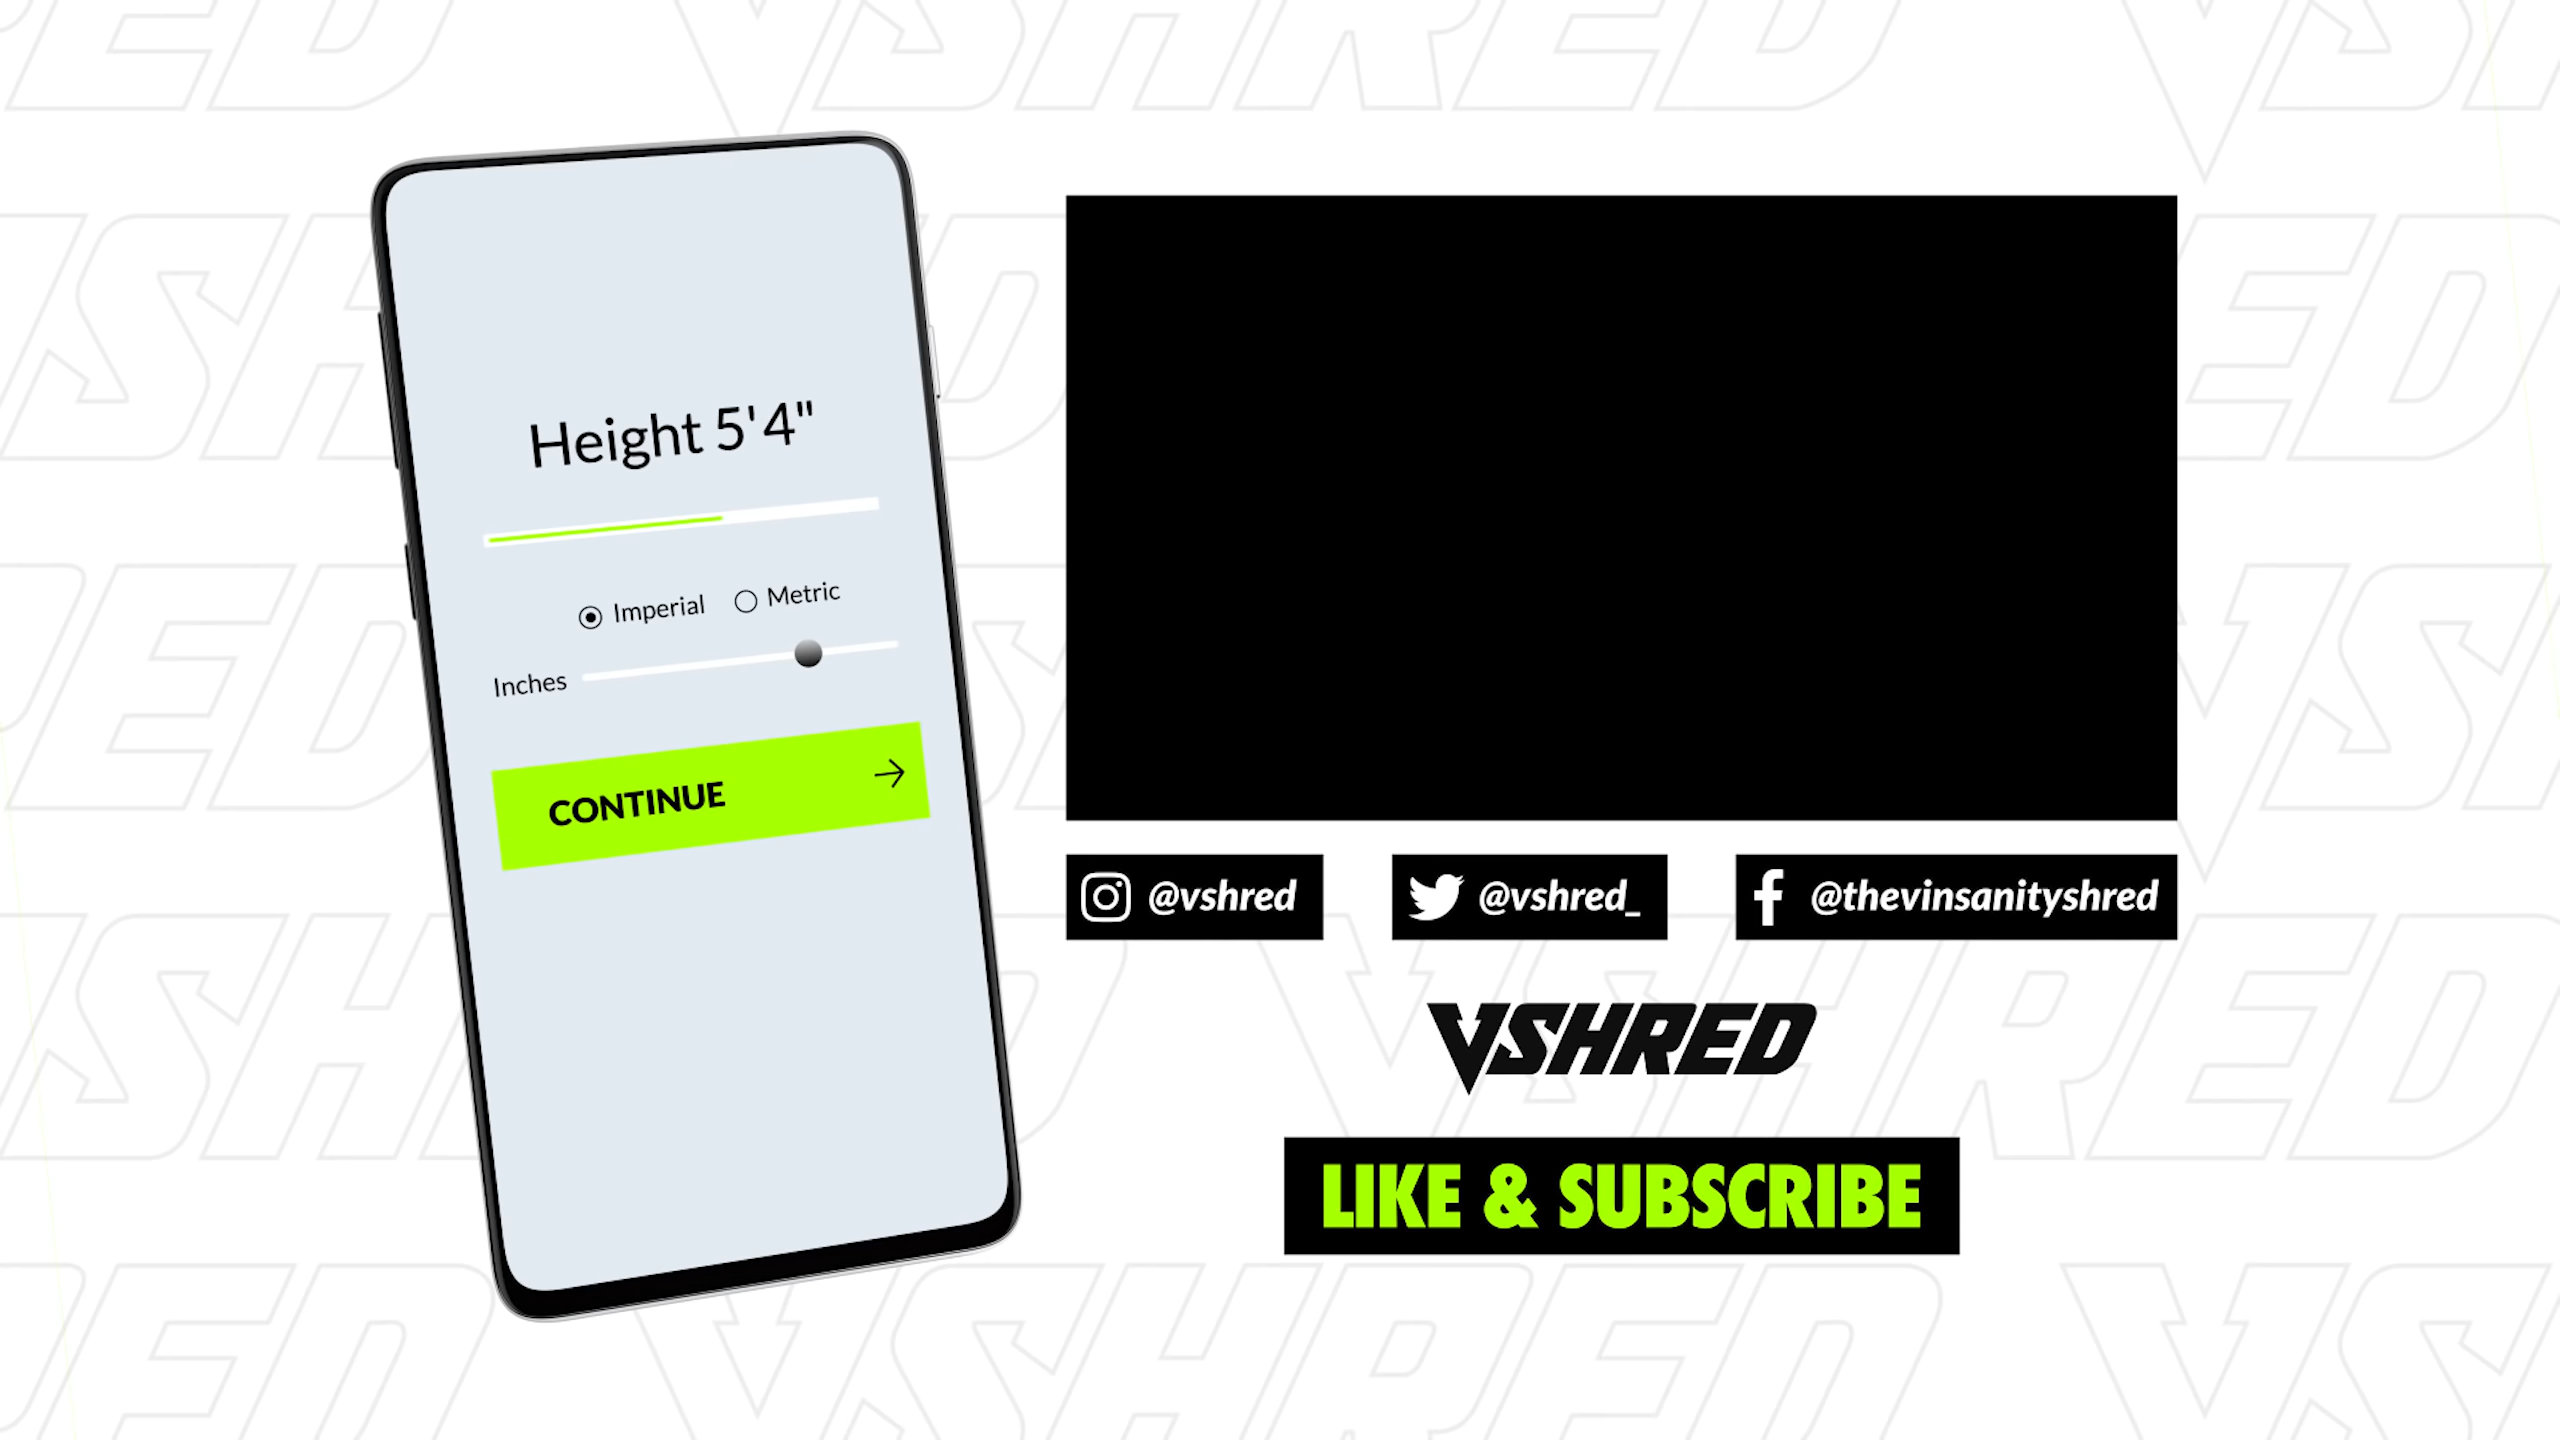 Height 5'4"
Imperial Metric
Inches
CONTINUE
@vshred @vshred_ @thevinsanityshred
VSHRED
LIKE & SUBSCRIBE